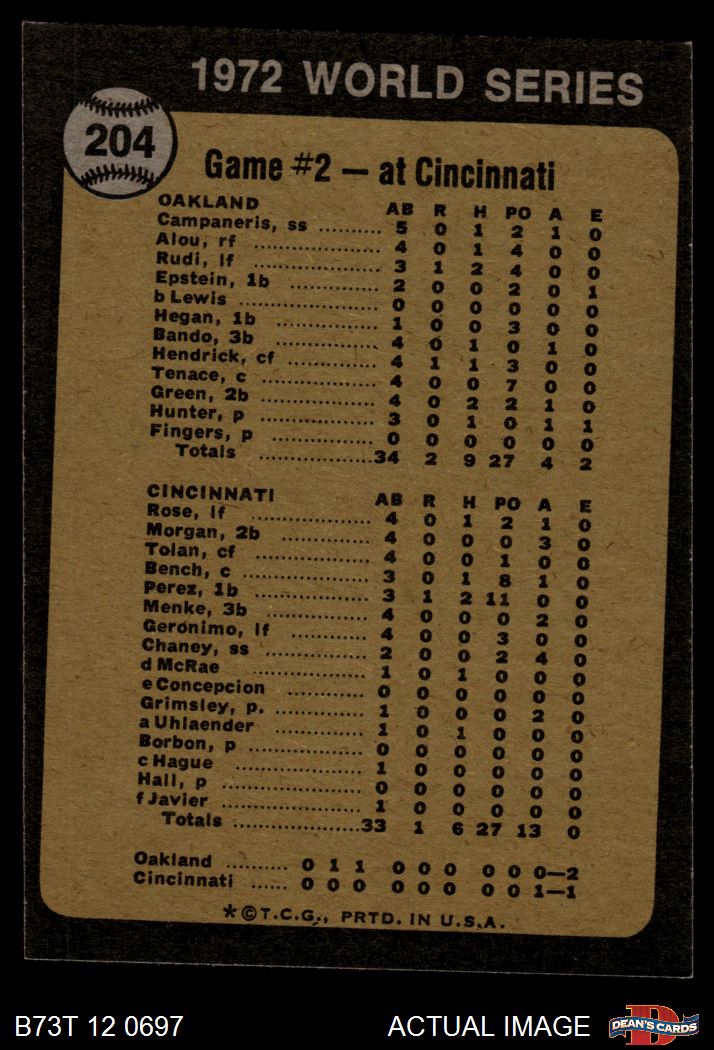 1972 WORLD SERIES
204
Game #2 — at Cincinnati
OAKLAND AB R H PO A E
Campaneris, ss .......... 5 0 1 2 1 0
Alou, rf .................... 4 0 1 4 0 0
Rudi, lf .................... 3 1 2 4 0 0
Epstein, 1b ................ 2 0 0 2 0 1
b Lewis .................... 0 0 0 0 0 0
Hegan, 1b ................ 1 0 0 3 0 0
Bando, 3b ................ 4 0 1 0 1 0
Hendrick, cf .............. 4 1 1 3 0 0
Tenace, c .................. 4 0 0 7 0 0
Green, 2b .................. 4 0 2 2 1 0
Hunter, p .................. 3 0 1 0 1 1
Fingers, p .................. 0 0 0 0 0 0
Totals .................... 34 2 9 27 4 2
CINCINNATI AB R H PO A E
Rose, lf .................... 4 0 1 2 1 0
Morgan, 2b ................ 4 0 0 0 3 0
Tolan, cf .................. 4 0 0 1 0 0
Bench, c .................. 3 0 1 8 1 0
Perez, 1b .................. 3 1 2 11 0 0
Menke, 3b ................ 4 0 0 0 2 0
Geronimo, lf .............. 4 0 0 3 0 0
Chaney, ss ................ 2 0 0 2 4 0
d McRae .................. 1 0 1 0 0 0
e Concepcion ............ 0 0 0 0 0 0
Grimsley, p. .............. 1 0 0 0 2 0
a Uhlaender .............. 1 0 1 0 0 0
Borbon, p .................. 0 0 0 0 0 0
c Hague .................... 1 0 0 0 0 0
Hall, p .................... 0 0 0 0 0 0
f Javier .................... 1 0 0 0 0 0
Totals .................... 33 1 6 27 13 0
Oakland .......... 0 1 1 0 0 0 0 0 0—2
Cincinnati ...... 0 0 0 0 0 0 0 0 1—1
*©T.C.G., PRTD. IN U.S.A.
B73T 12 0697 ACTUAL IMAGE D DEAN'S CARDS